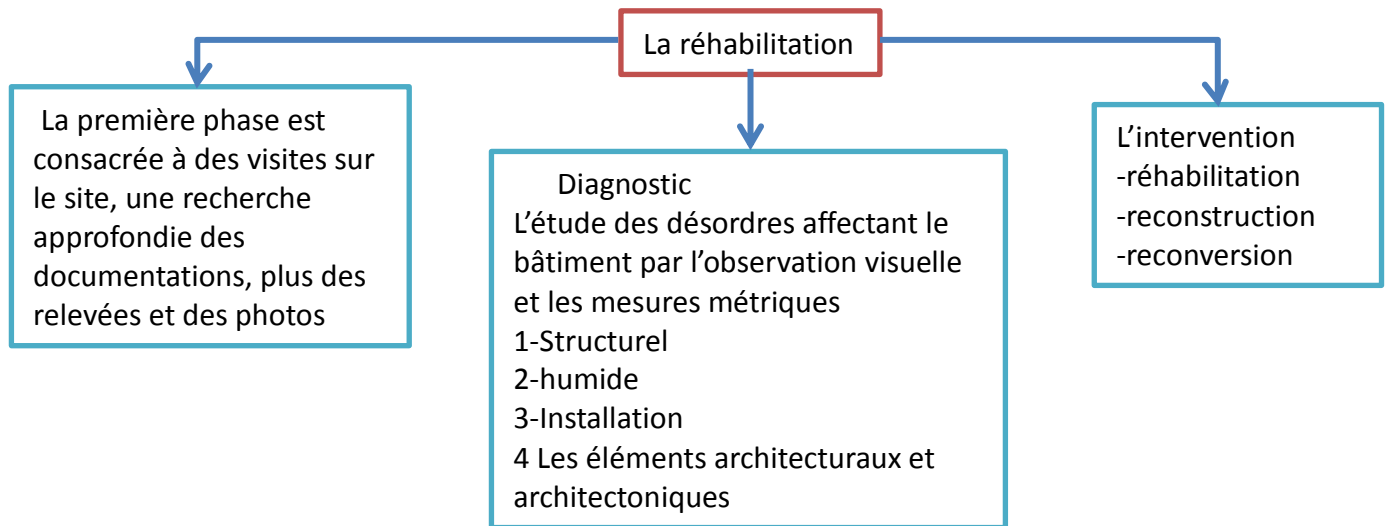 La réhabilitation
La première phase est
consacrée à des visites sur
le site, une recherche
approfondie des
documentations, plus des
relevées et des photos
Diagnostic
L’étude des désordres affectant le
bâtiment par l’observation visuelle
et les mesures métriques
1-Structurel
2-humide
3-Installation
4 Les éléments architecturaux et
architectoniques
L’intervention
-réhabilitation
-reconstruction
-reconversion